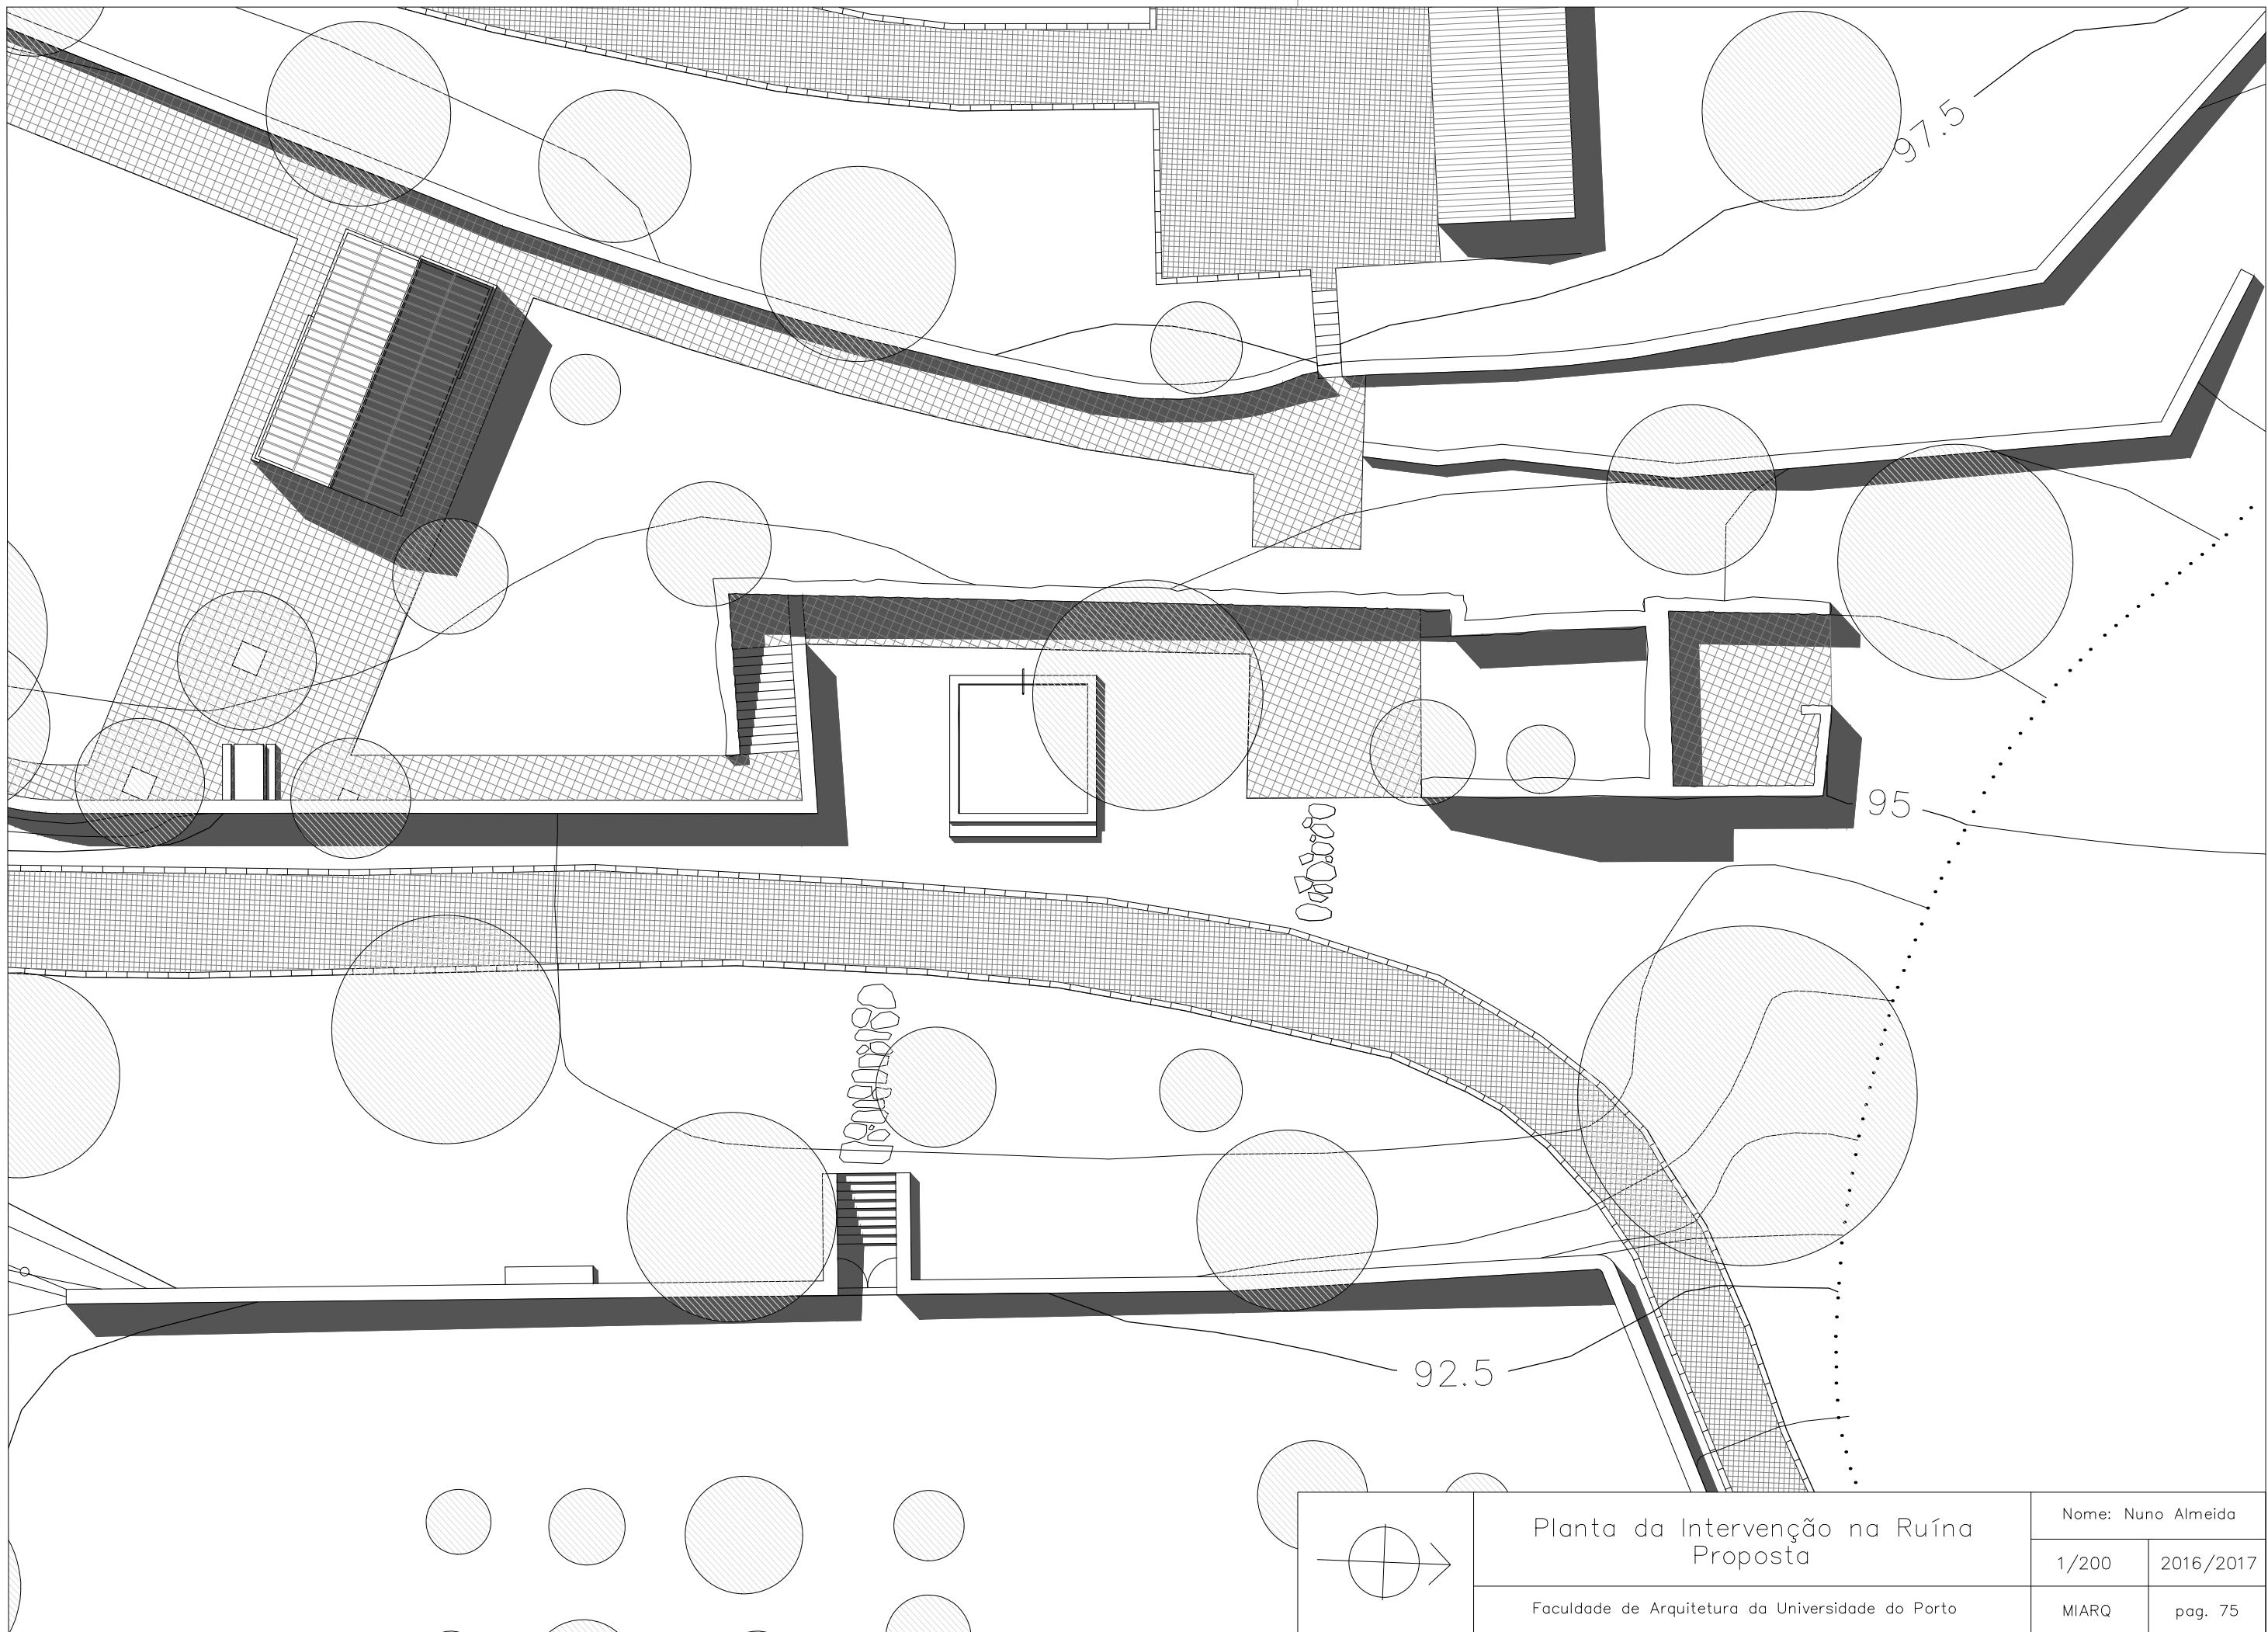 97.5
95
92.5
Planta da Intervenção na Ruína
Proposta
Faculdade de Arquitetura da Universidade do Porto
Nome: Nuno Almeida
1/200
2016/2017
MIARQ
pag. 75